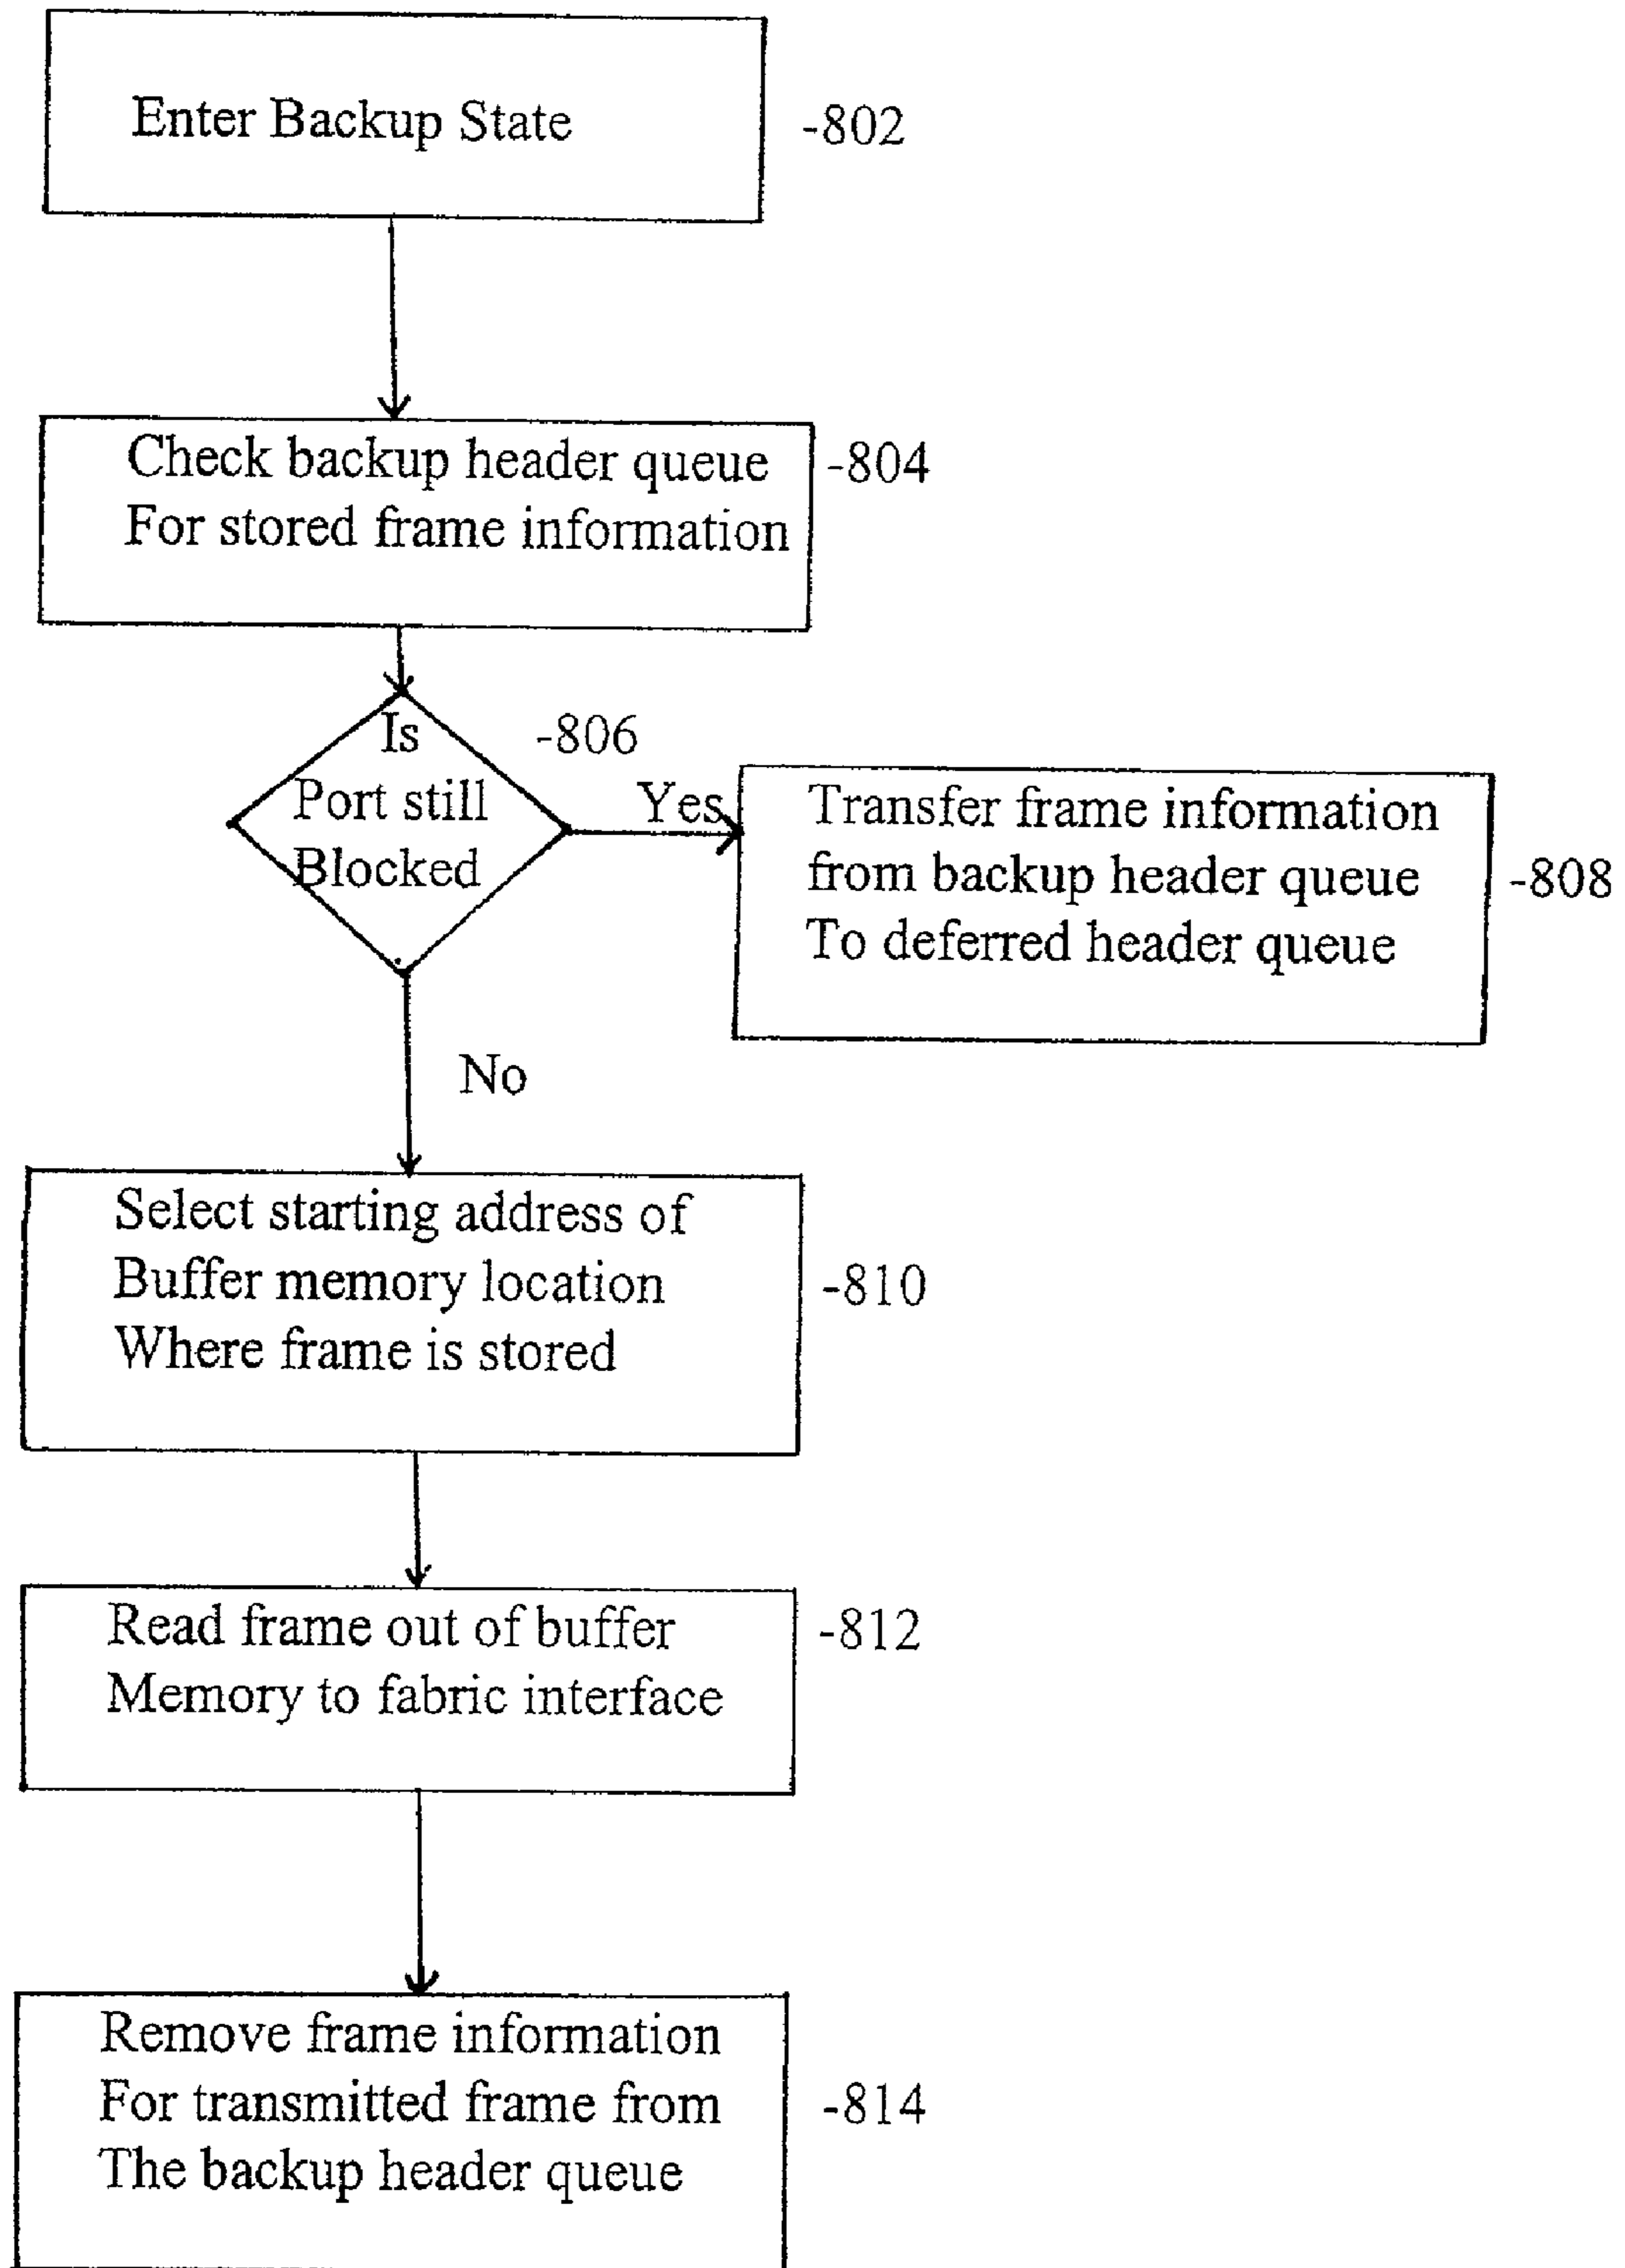 Enter Backup State
-802
Check backup header queue
For stored frame information
-804
Is
Port still
Blocked
-806
Yes
Transfer frame information
from backup header queue
To deferred header queue
-808
No
Select starting address of
Buffer memory location
Where frame is stored
-810
Read frame out of buffer
Memory to fabric interface
-812
Remove frame information
For transmitted frame from
The backup header queue
-814